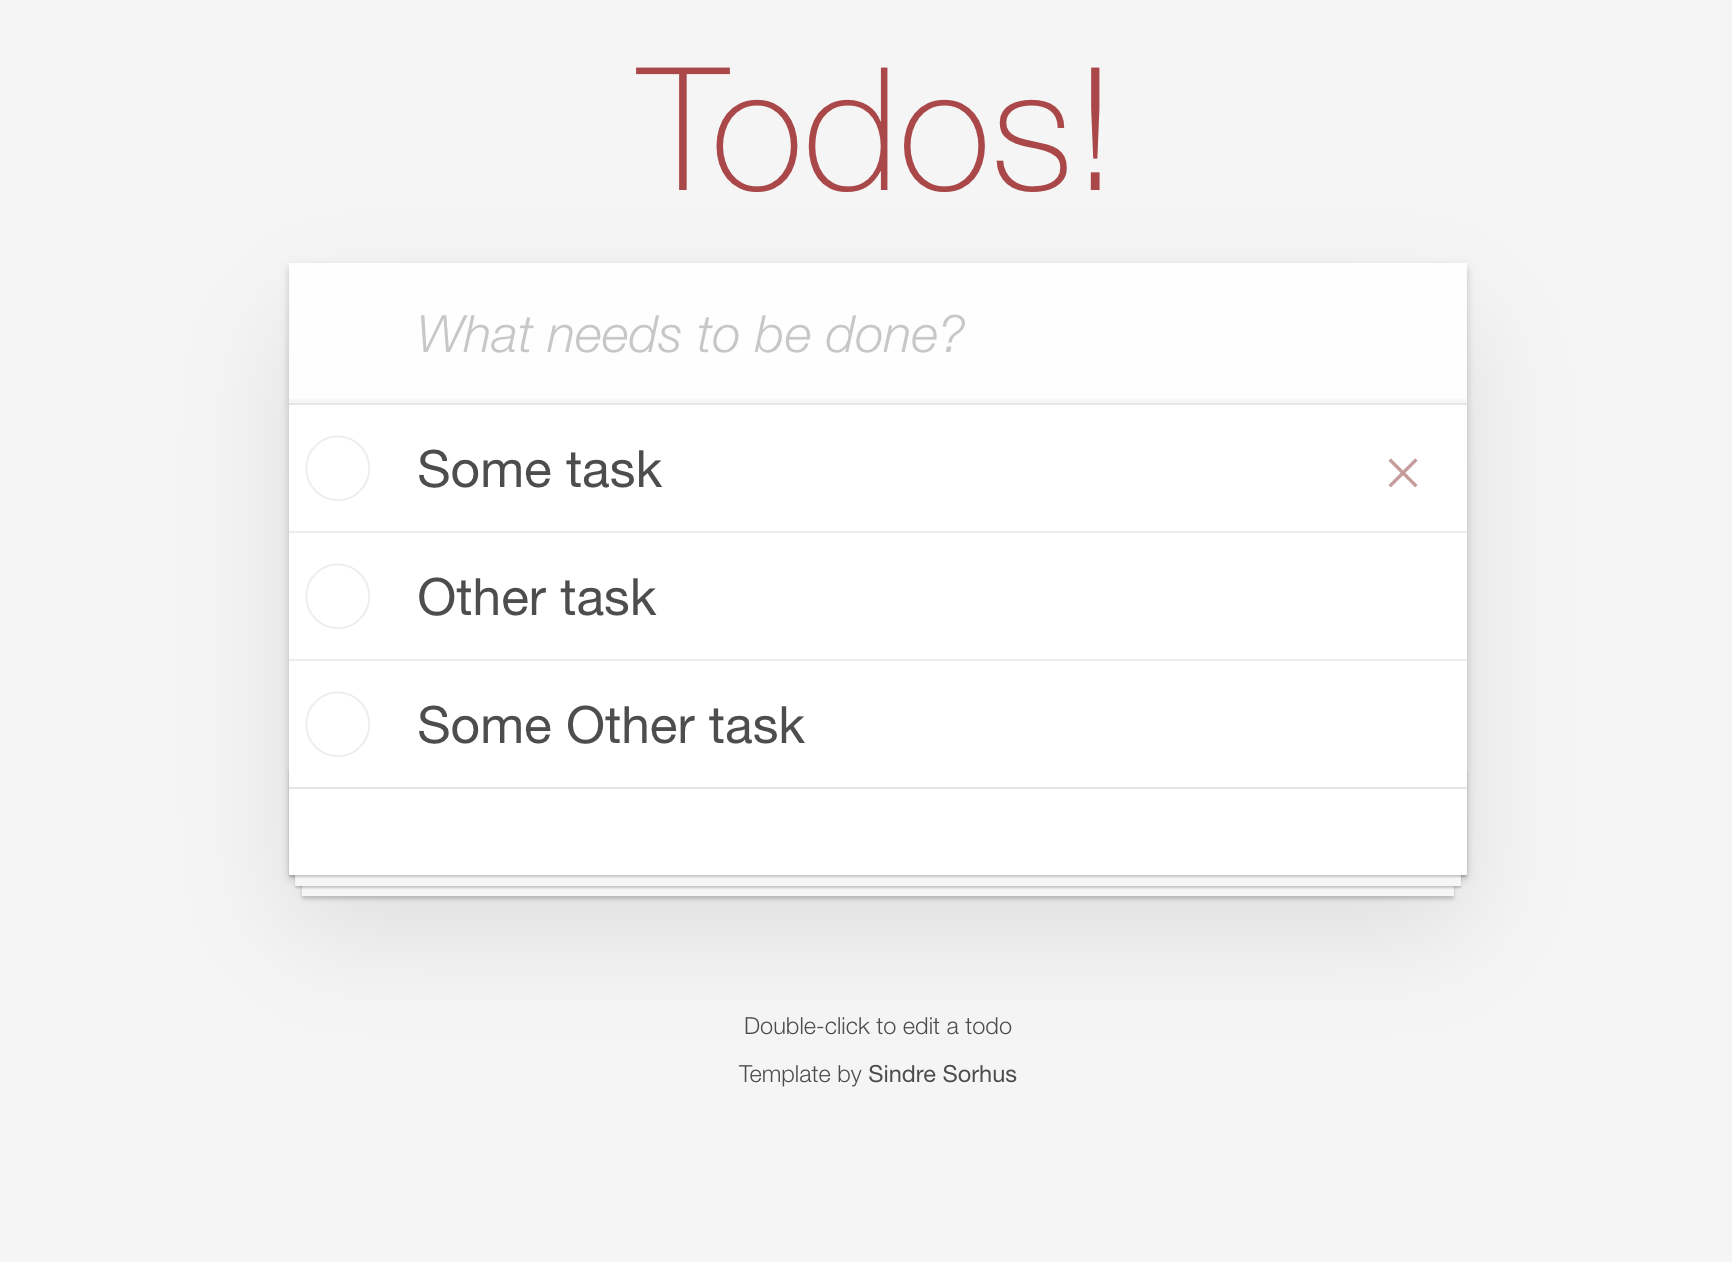 Todos!
What needs to be done?
Some task
Other task
Some Other task
Double-click to edit a todo
Template by Sindre Sorhus